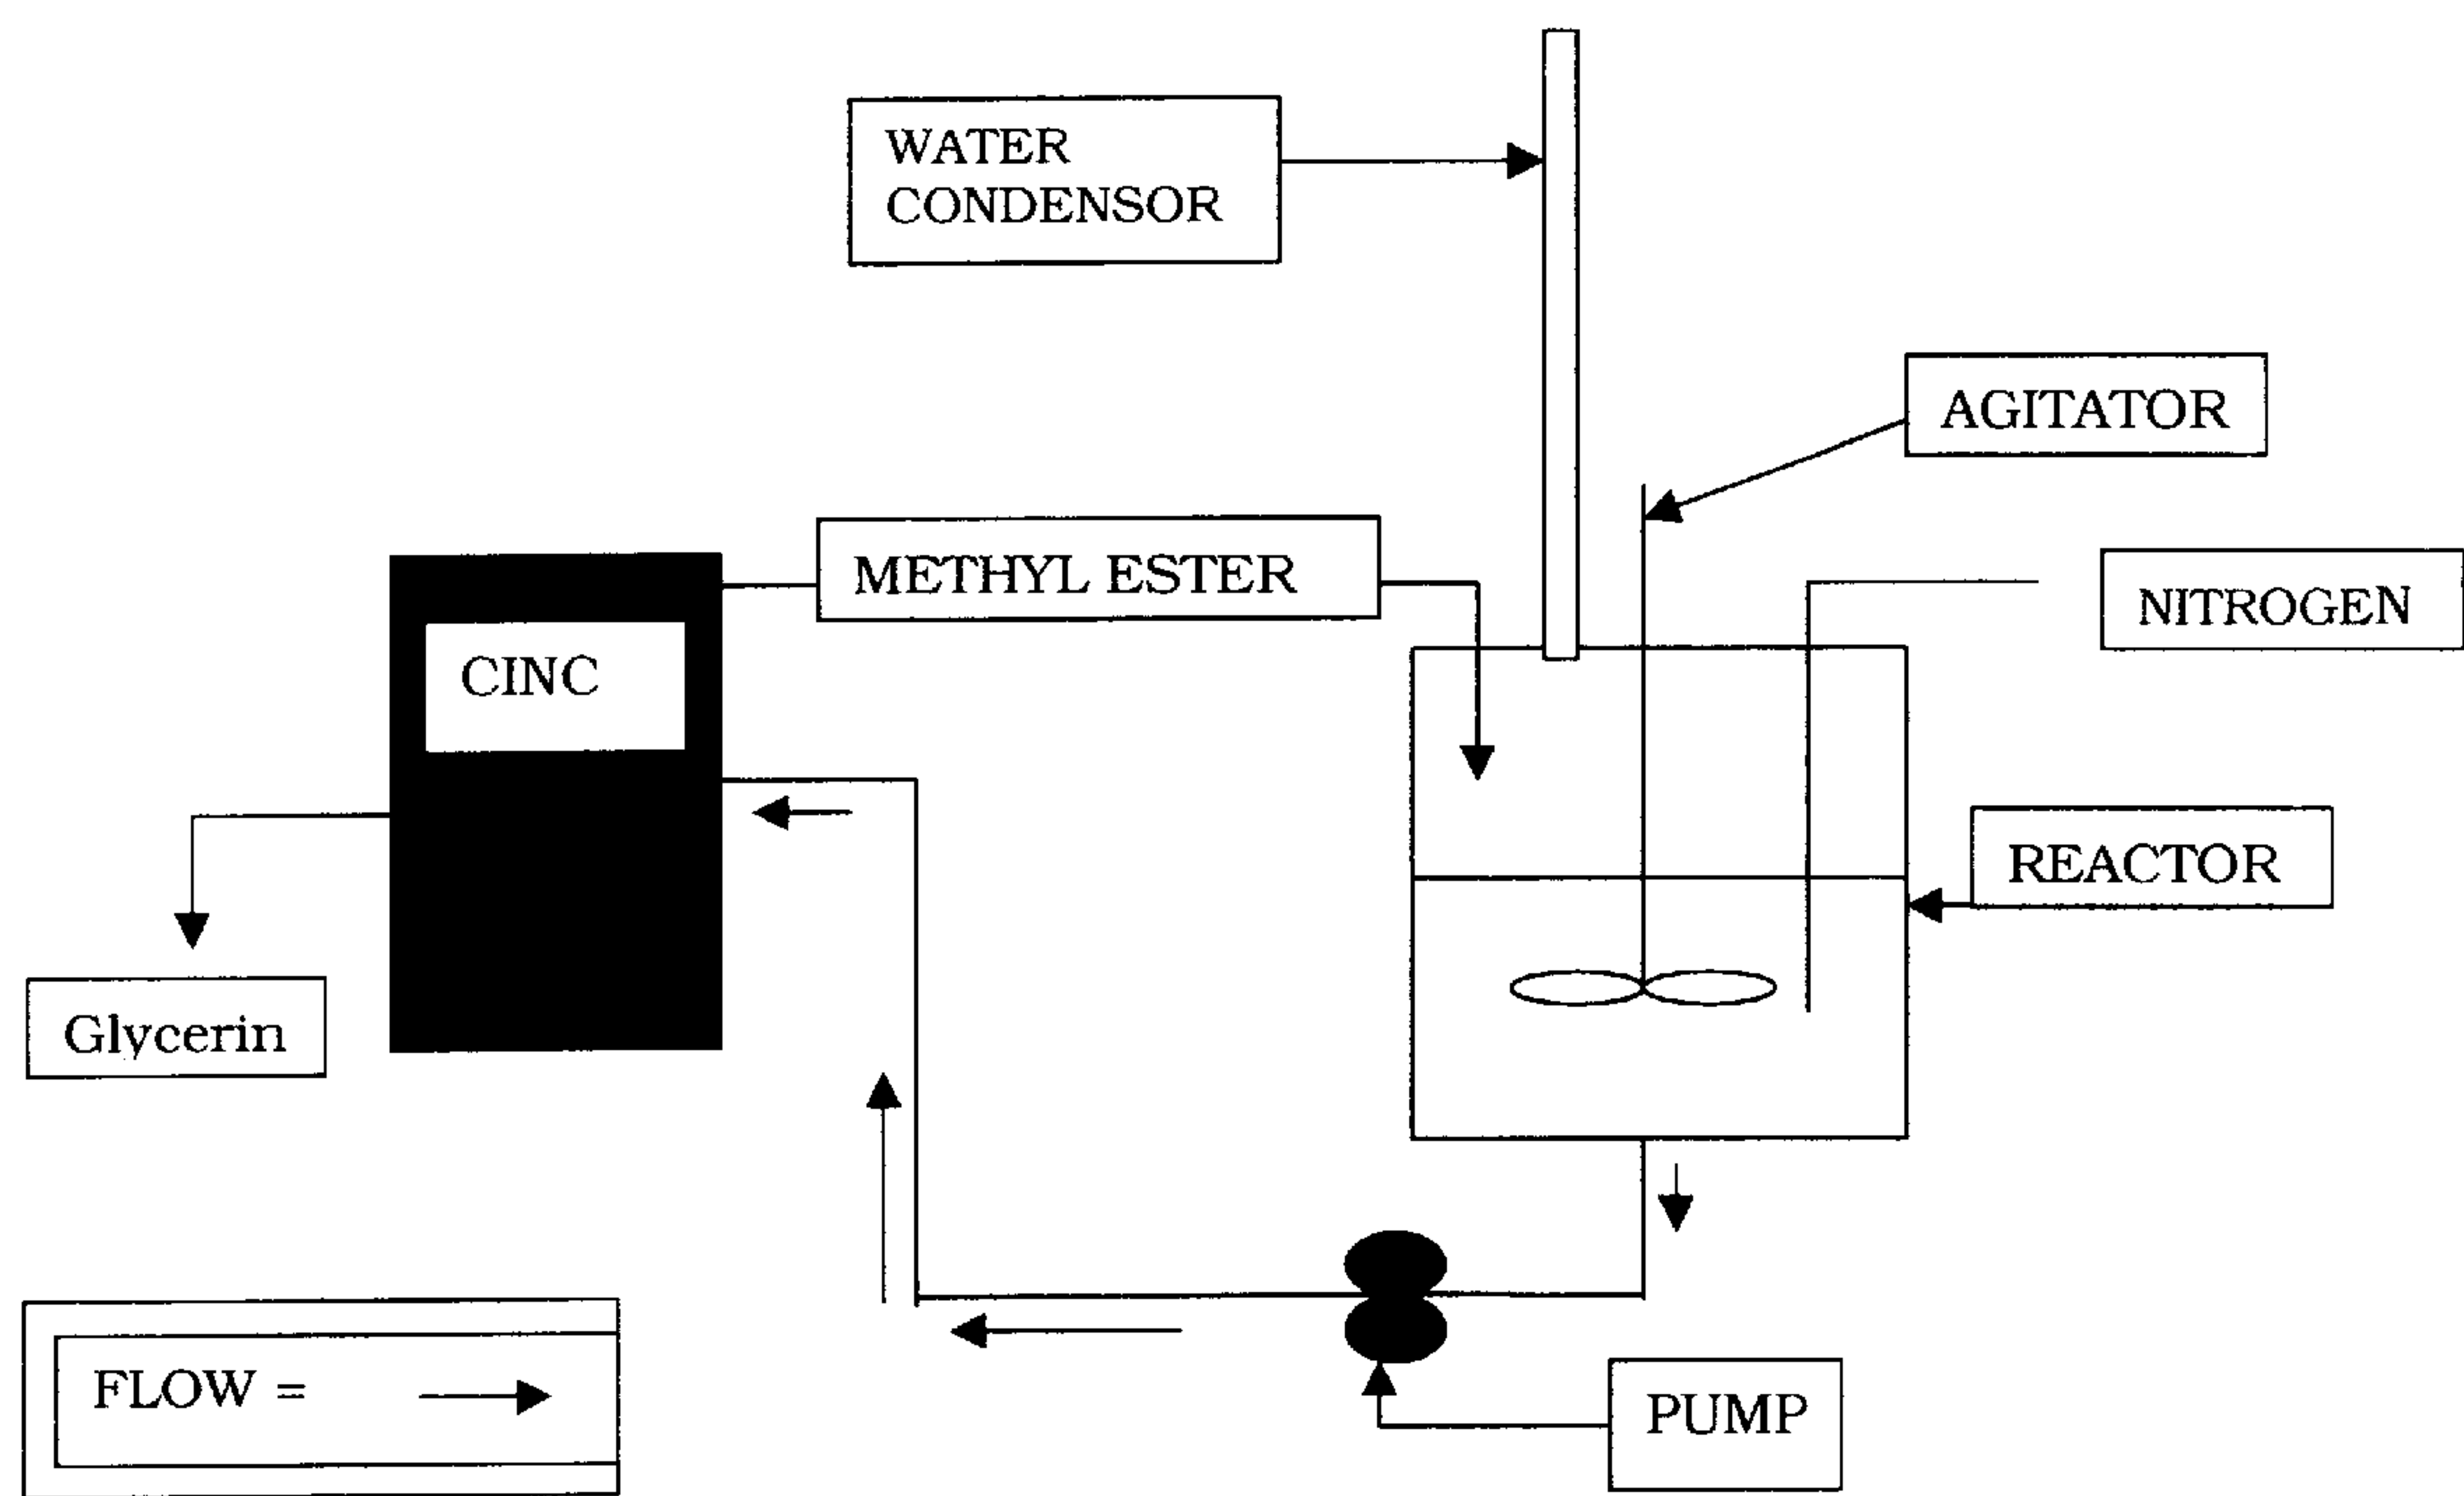 WATER
CONDENSOR
AGITATOR
METHYL ESTER
NITROGEN
CINC
REACTOR
Glycerin
FLOW =
PUMP